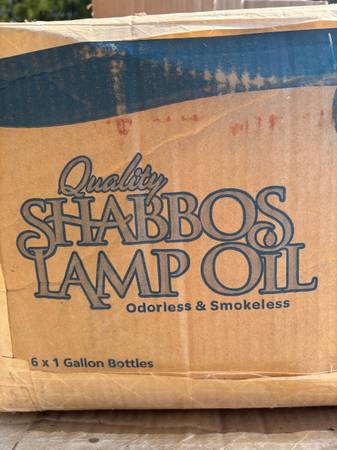 Quality
SHABBOS
LAMP OIL
Odorless & Smokeless
6 x 1 Gallon Bottles